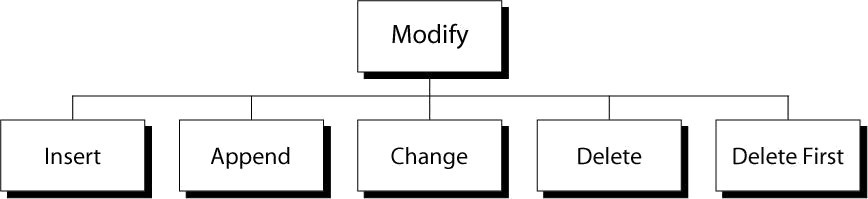 Modify
Insert
Append
Change
Delete
Delete First